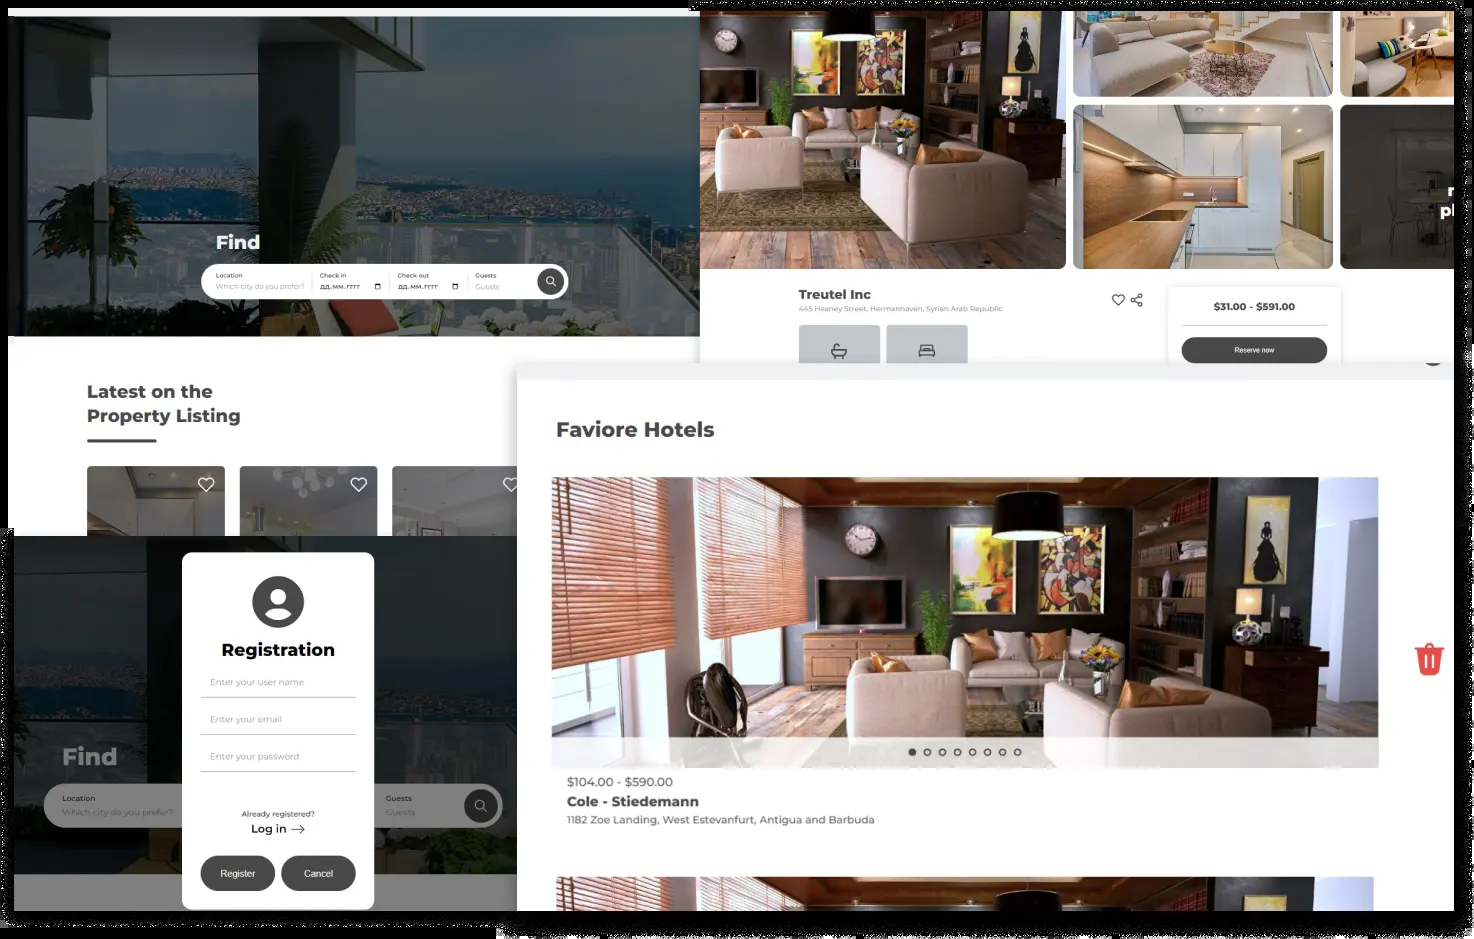 Find
Location
Which city do you prefer?
Check in
дд.мм.гггг
Check out
дд.мм.гггг
Guests
Guests
Latest on the
Property Listing
Treutel Inc
445 Heaney Street, Hermanhaven, Syrian Arab Republic
$31.00 - $591.00
Reserve now
Faviore Hotels
$104.00 - $590.00
Cole - Stiedemann
1182 Zoe Landing, West Estevanfurt, Antigua and Barbuda
Find
Location
Which city do you prefer?
Guests
Guests
Registration
Enter your user name
Enter your email
Enter your password
Already registered?
Log in →
Register
Cancel